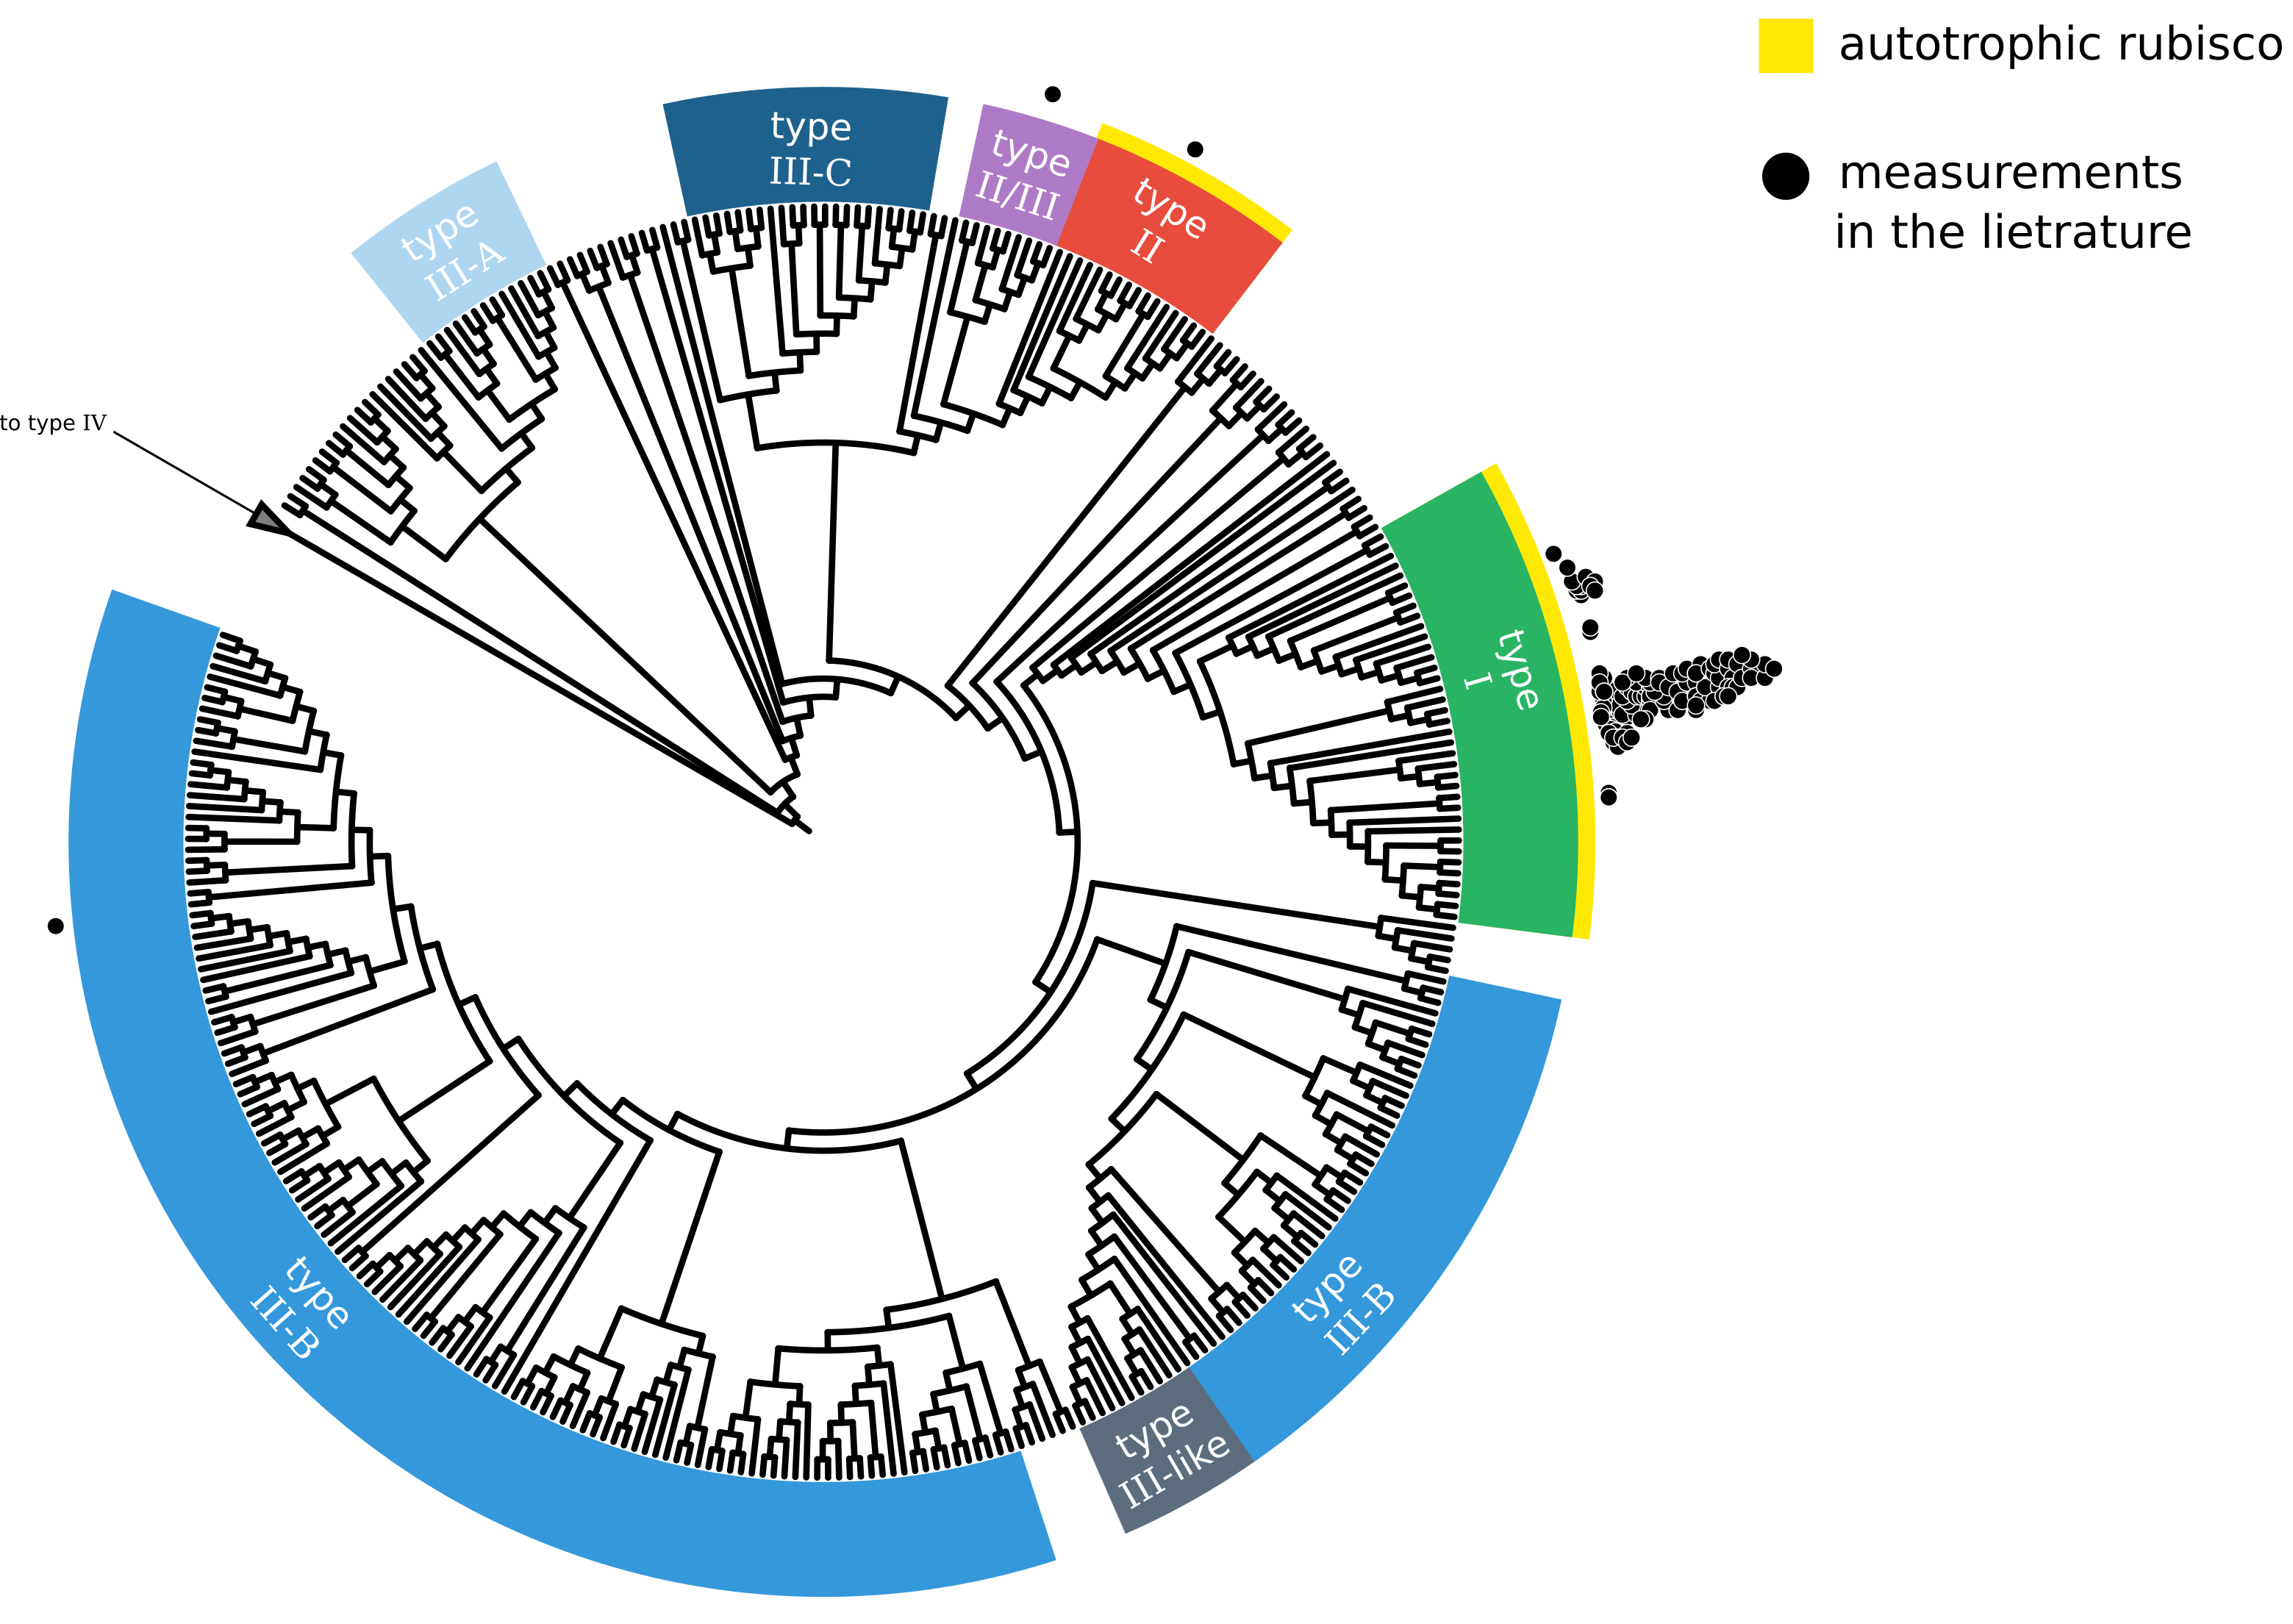 autotrophic rubisco
measurements
in the lietrature
type
III-C
type
II/III
type
II
type
III-A
to type IV
type
I
type
III-B
type
III-B
type
III-like